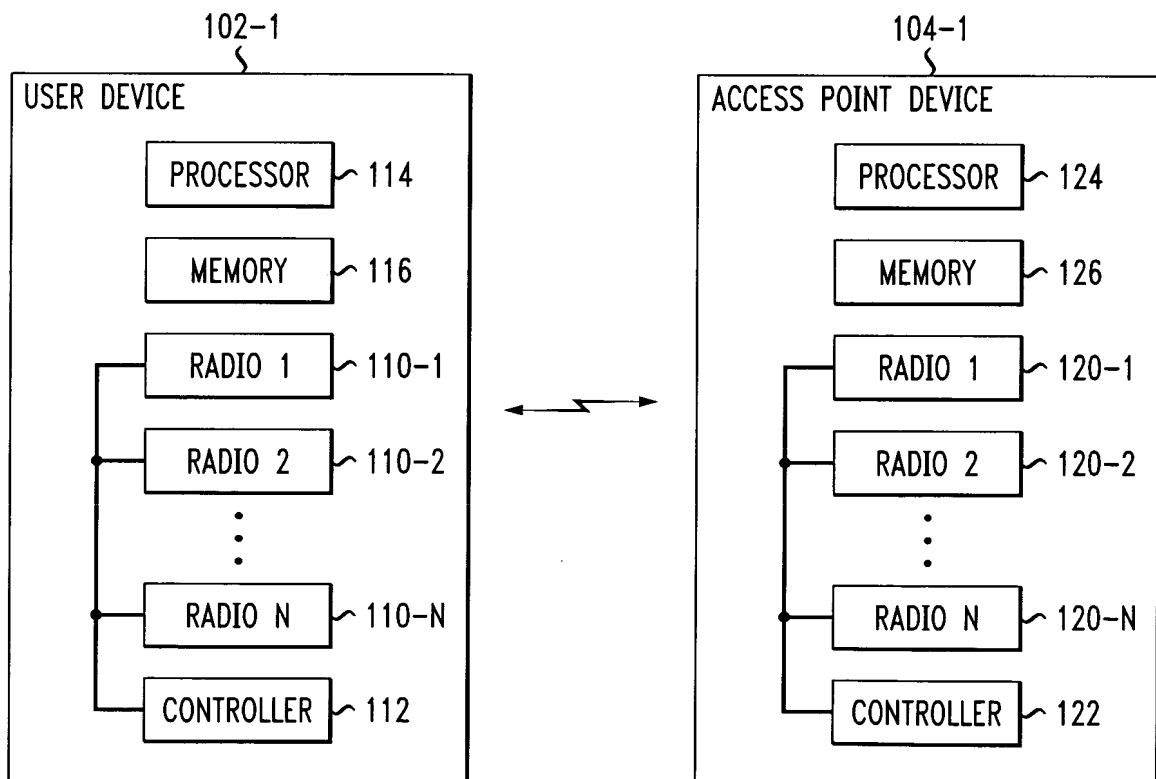 102-1
USER DEVICE
PROCESSOR 114
MEMORY 116
RADIO 1 110-1
RADIO 2 110-2
RADIO N 110-N
CONTROLLER 112
104-1
ACCESS POINT DEVICE
PROCESSOR 124
MEMORY 126
RADIO 1 120-1
RADIO 2 120-2
RADIO N 120-N
CONTROLLER 122